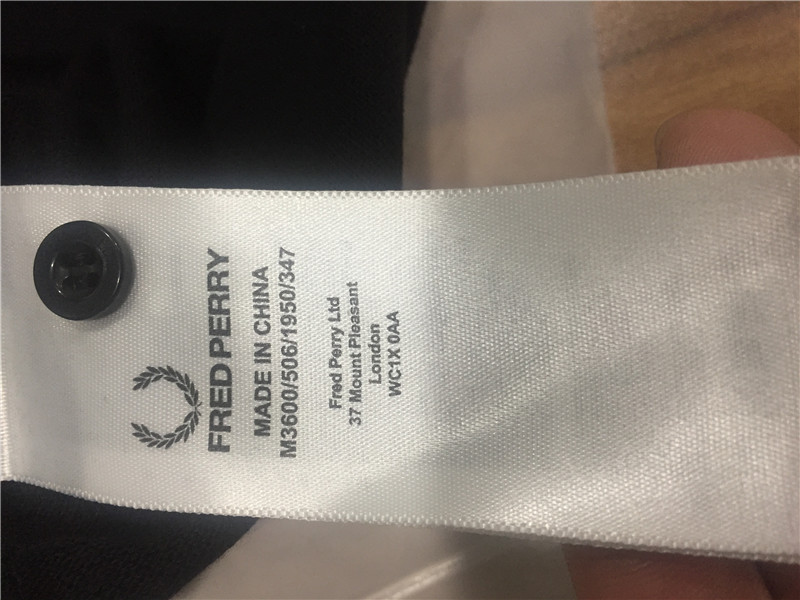 FRED PERRY
MADE IN CHINA
M3600/506/1950/347
Fred Perry Ltd
37 Mount Pleasant
London
WC1X 0AA